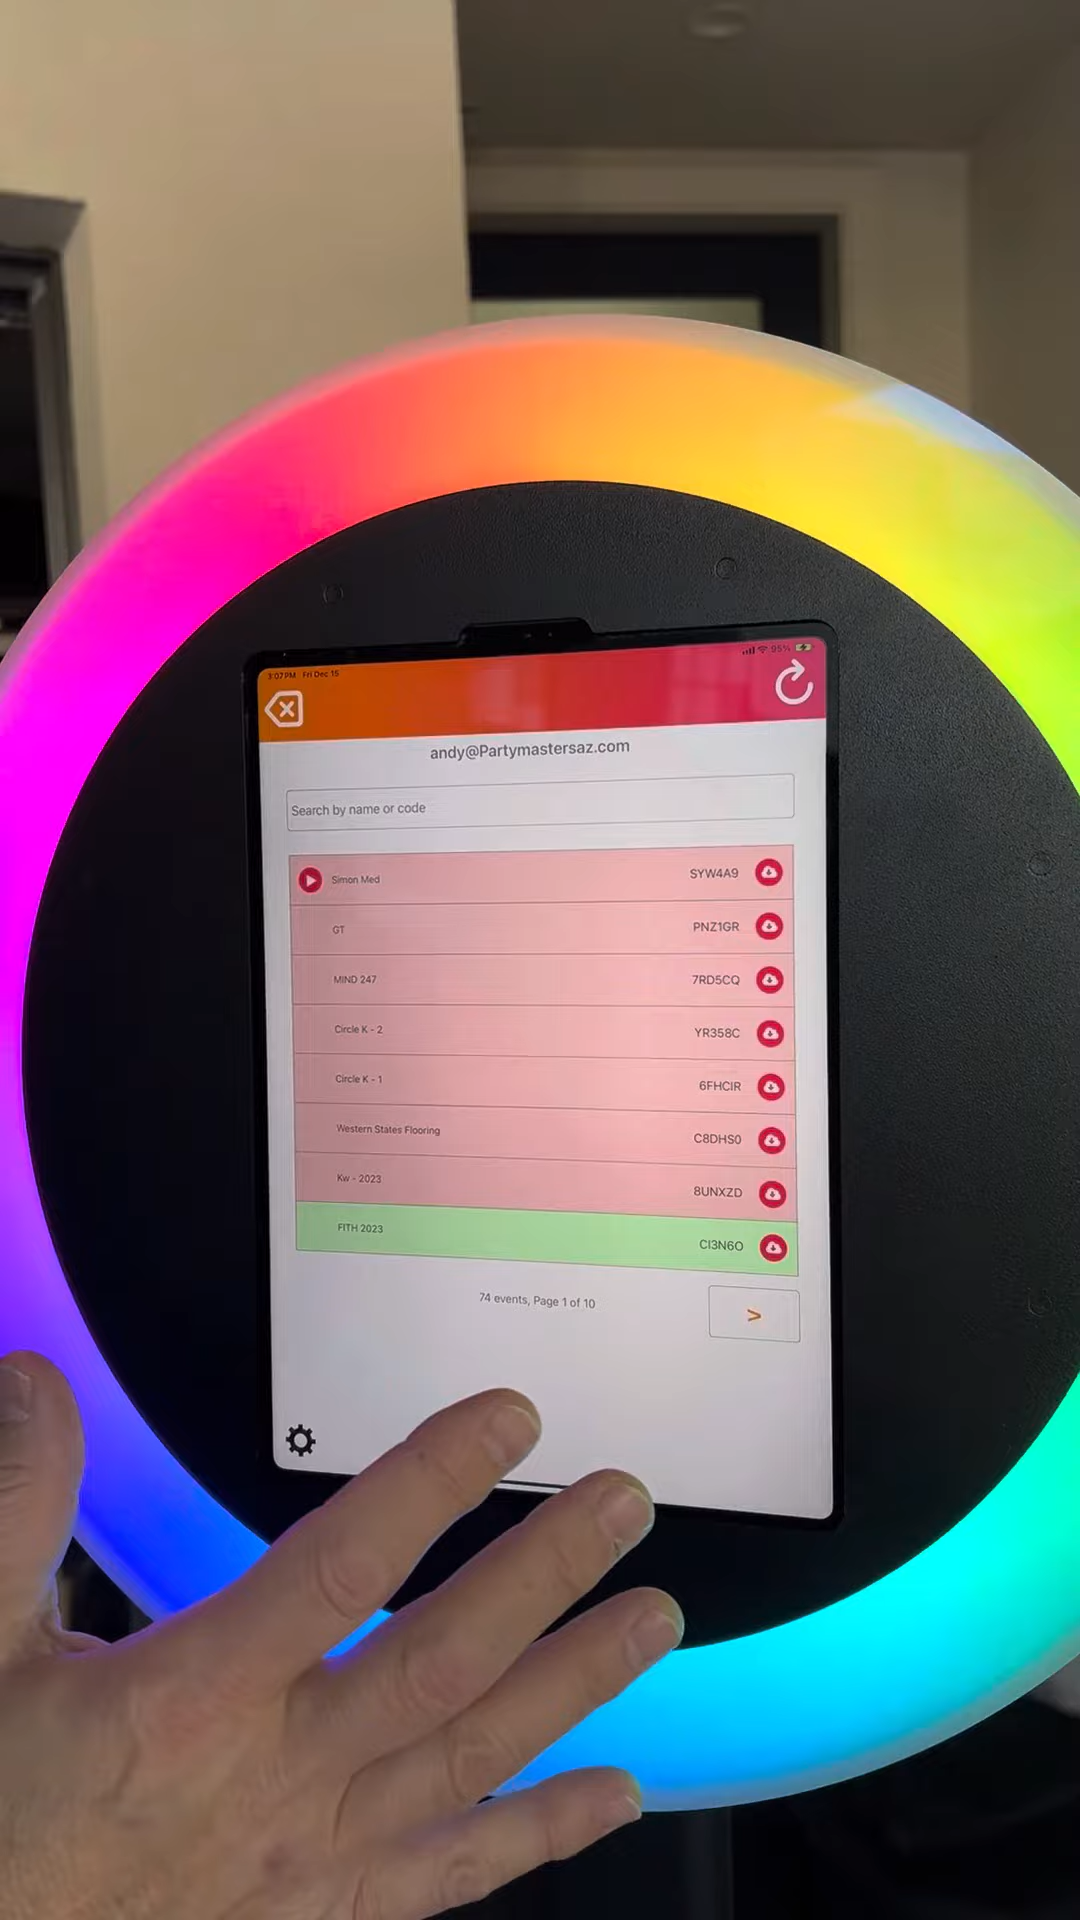 3:07PM Fri Dec 15
95%
andy@Partymastersaz.com
Search by name or code
Simon Med SYW4A9
GT PNZ1GR
MIND 247 7RD5CQ
Circle K - 2 YR358C
Circle K - 1 6FHCIR
Western States Flooring C8DHS0
Kw - 2023 8UNXZD
FITH 2023 CI3N6O
74 events, Page 1 of 10
>